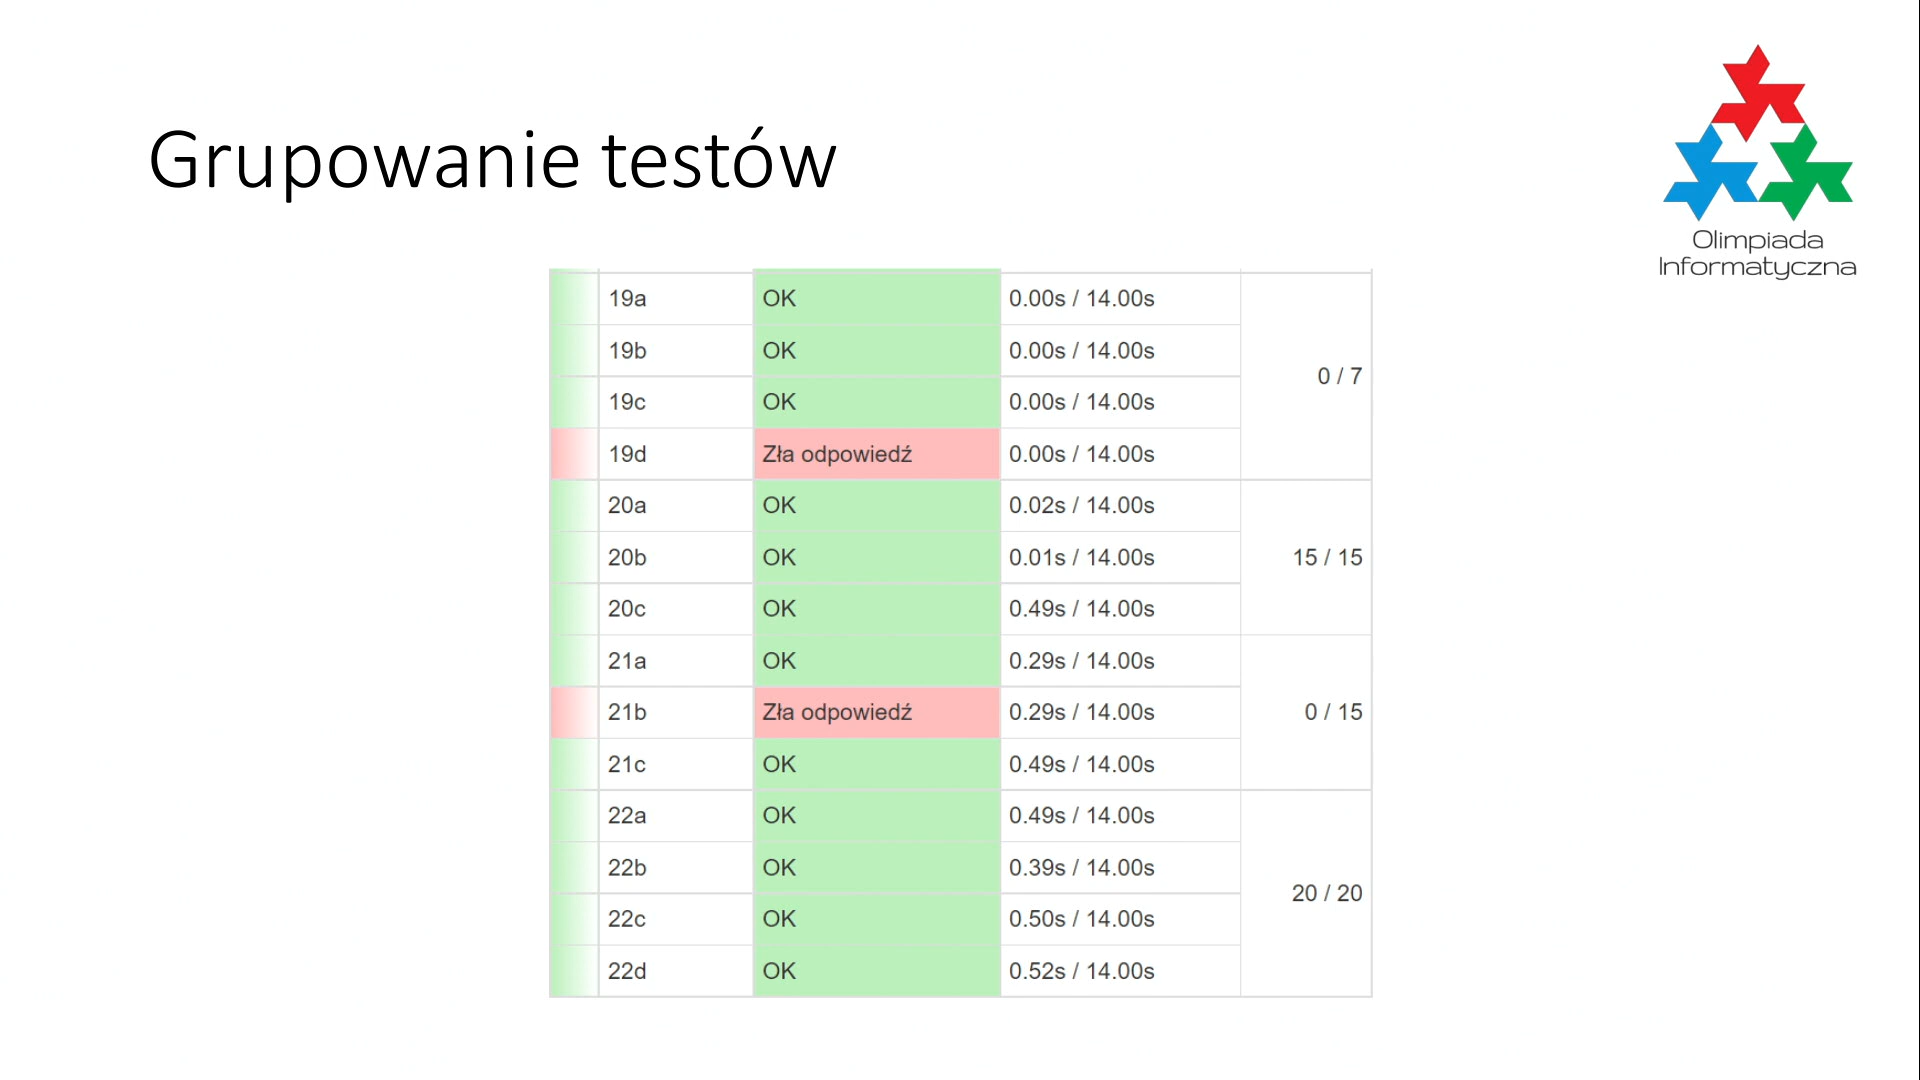 Grupowanie testów
Olimpiada
Informatyczna
19a OK 0.00s / 14.00s
19b OK 0.00s / 14.00s
0 / 7
19c OK 0.00s / 14.00s
19d Zła odpowiedź 0.00s / 14.00s
20a OK 0.02s / 14.00s
20b OK 0.01s / 14.00s 15 / 15
20c OK 0.49s / 14.00s
21a OK 0.29s / 14.00s
21b Zła odpowiedź 0.29s / 14.00s 0 / 15
21c OK 0.49s / 14.00s
22a OK 0.49s / 14.00s
22b OK 0.39s / 14.00s
20 / 20
22c OK 0.50s / 14.00s
22d OK 0.52s / 14.00s